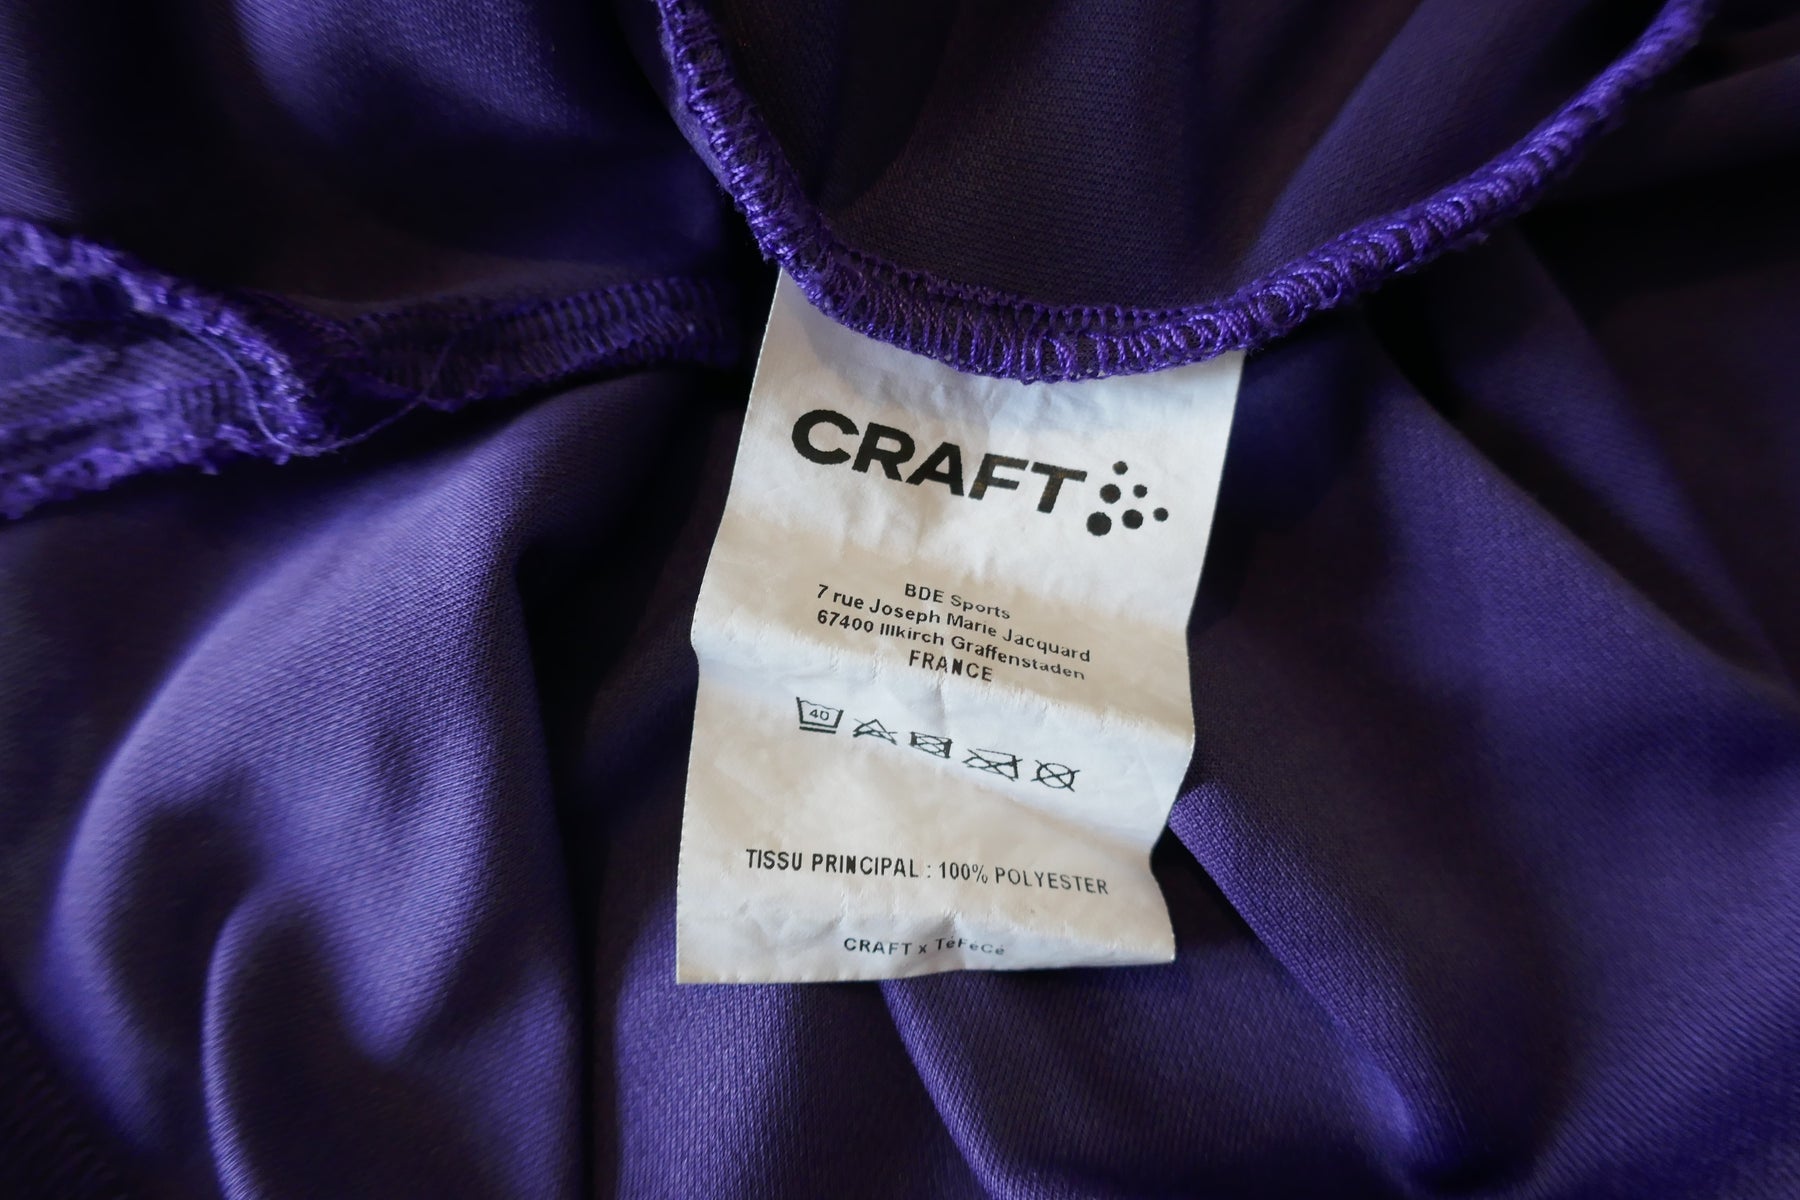 CRAFT
BDE Sports
7 rue Joseph Marie Jacquard
67400 Illkirch Graffenstaden
FRANCE
40
TISSU PRINCIPAL : 100% POLYESTER
CRAFT x TéFéCé